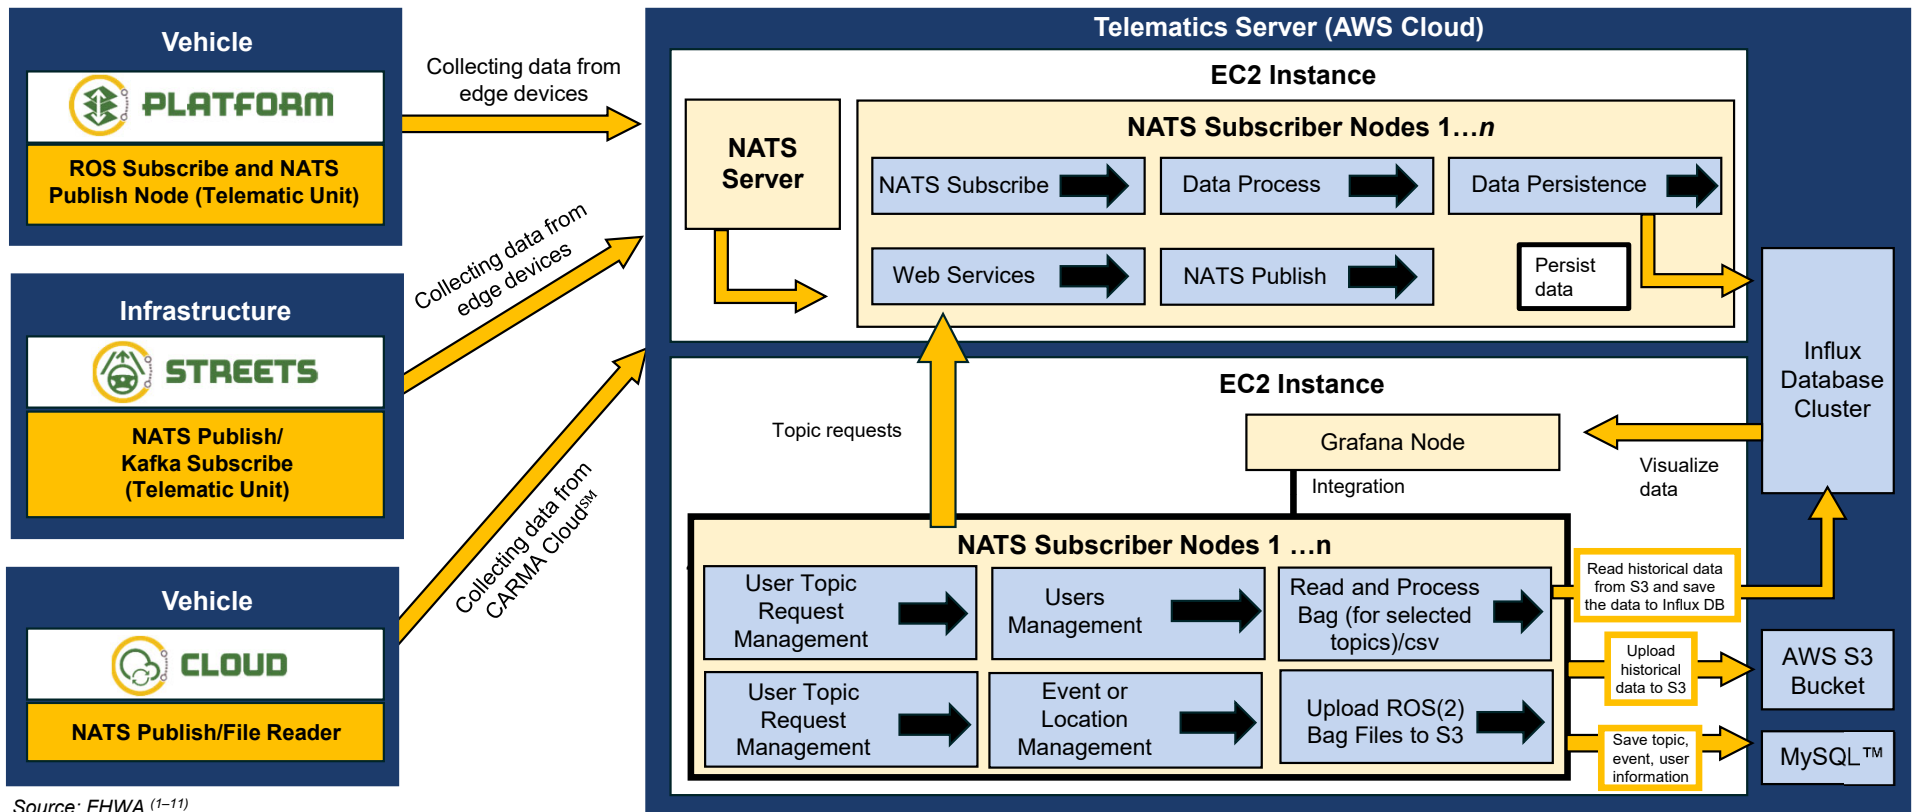 Vehicle
PLATFORM
ROS Subscribe and NATS
Publish Node (Telematic Unit)
Infrastructure
STREETS
NATS Publish/
Kafka Subscribe
(Telematic Unit)
Vehicle
CLOUD
NATS Publish/File Reader
Source: FHWA (1–11)
Collecting data from
edge devices
Collecting data from
edge devices
Collecting data from
CARMA Cloud℠
Telematics Server (AWS Cloud)
EC2 Instance
NATS
Server
NATS Subscriber Nodes 1…n
NATS Subscribe
Data Process
Data Persistence
Web Services
NATS Publish
Persist
data
Influx
Database
Cluster
EC2 Instance
Topic requests
Grafana Node
Visualize
data
Integration
NATS Subscriber Nodes 1 …n
User Topic
Request
Management
Users
Management
Read and Process
Bag (for selected
topics)/csv
User Topic
Request
Management
Event or
Location
Management
Upload ROS(2)
Bag Files to S3
Read historical data
from S3 and save
the data to Influx DB
Upload
historical
data to S3
Save topic,
event, user
information
AWS S3
Bucket
MySQL™